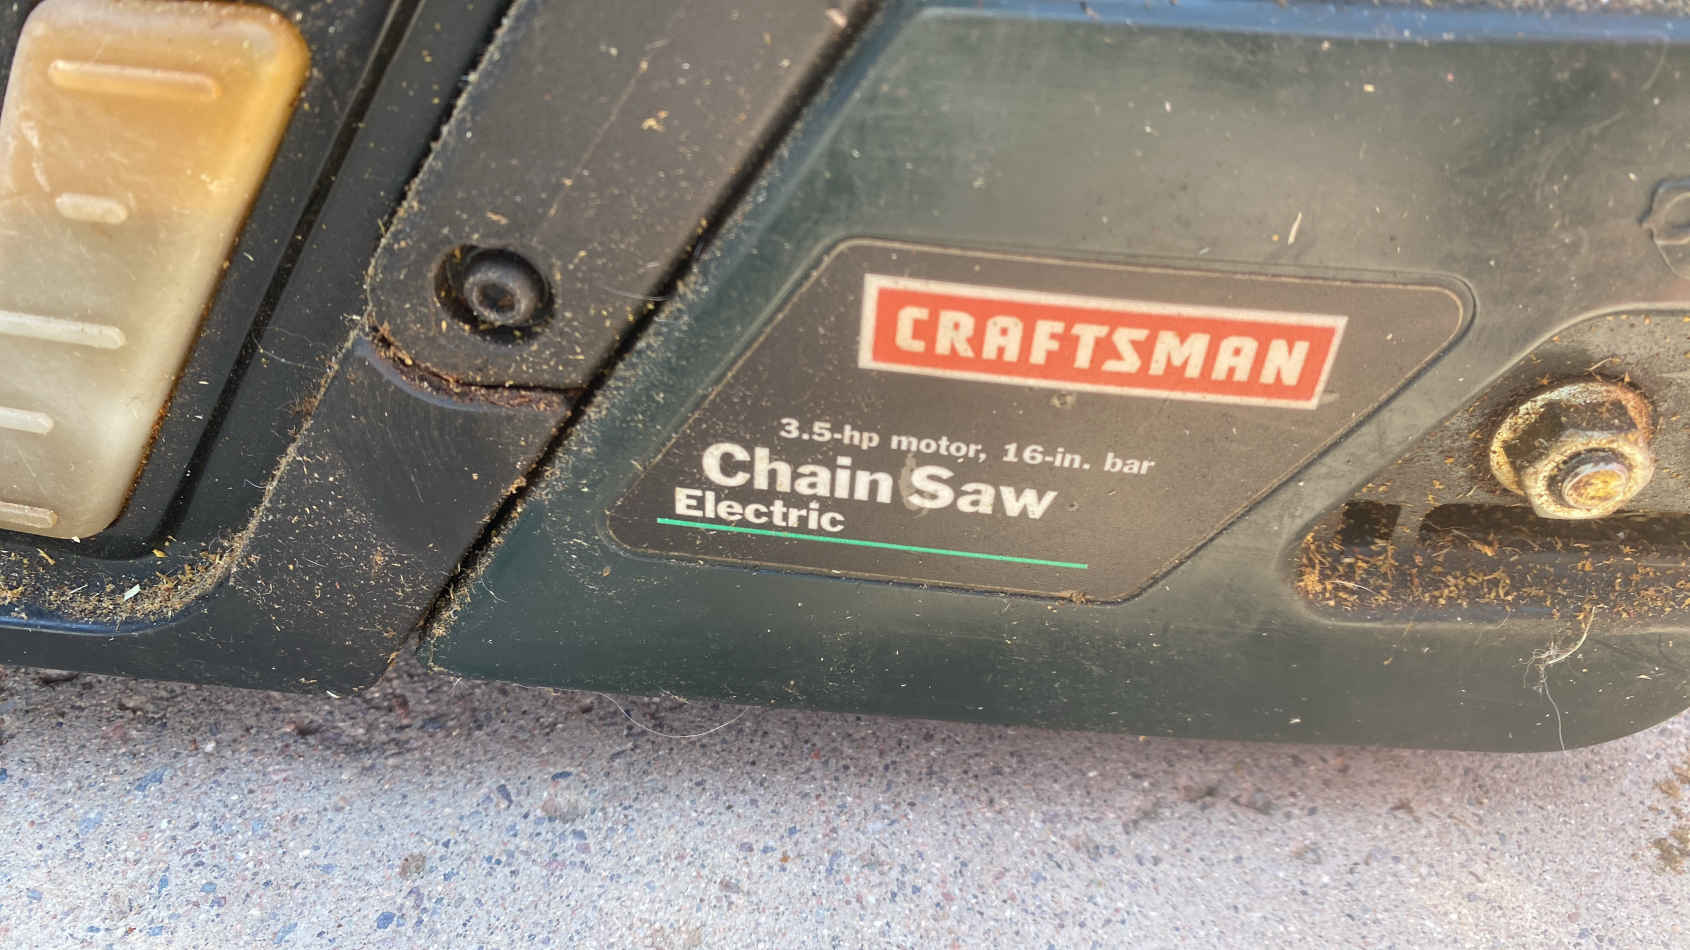 CRAFTSMAN
3.5-hp motor, 16-in. bar
Chain Saw
Electric